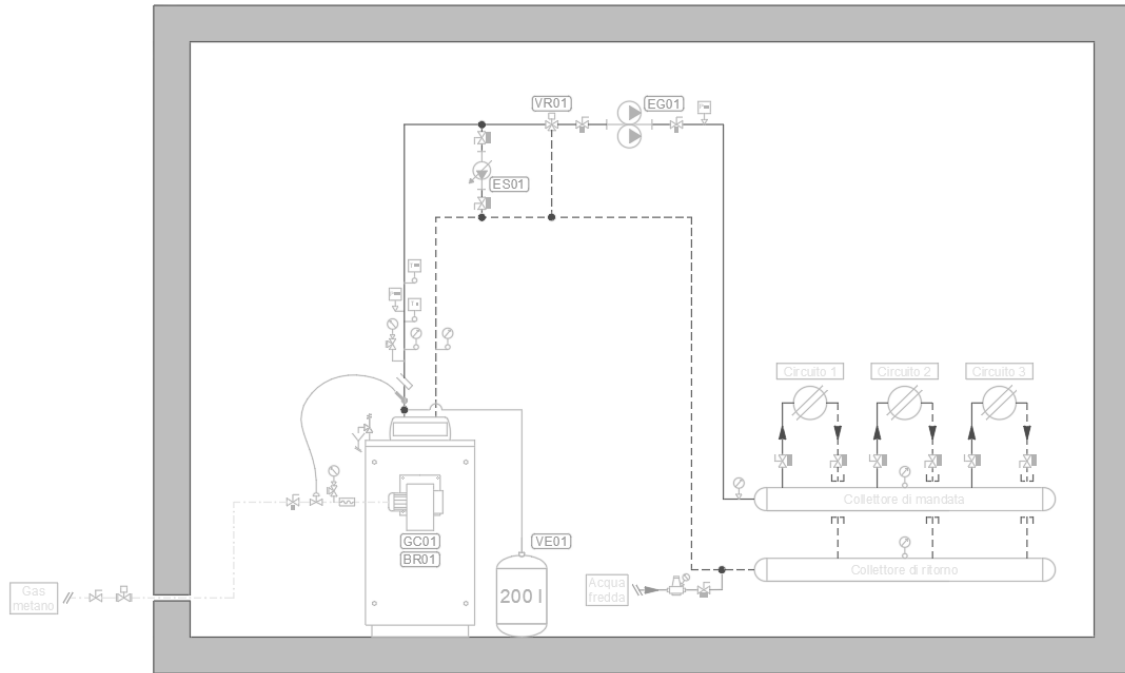 VR01
EG01
ES01
Circuito 1
Circuito 2
Circuito 3
Collettore di mandata
GC01
BR01
VE01
Collettore di ritorno
Gas
metano
200 l
Acqua
fredda